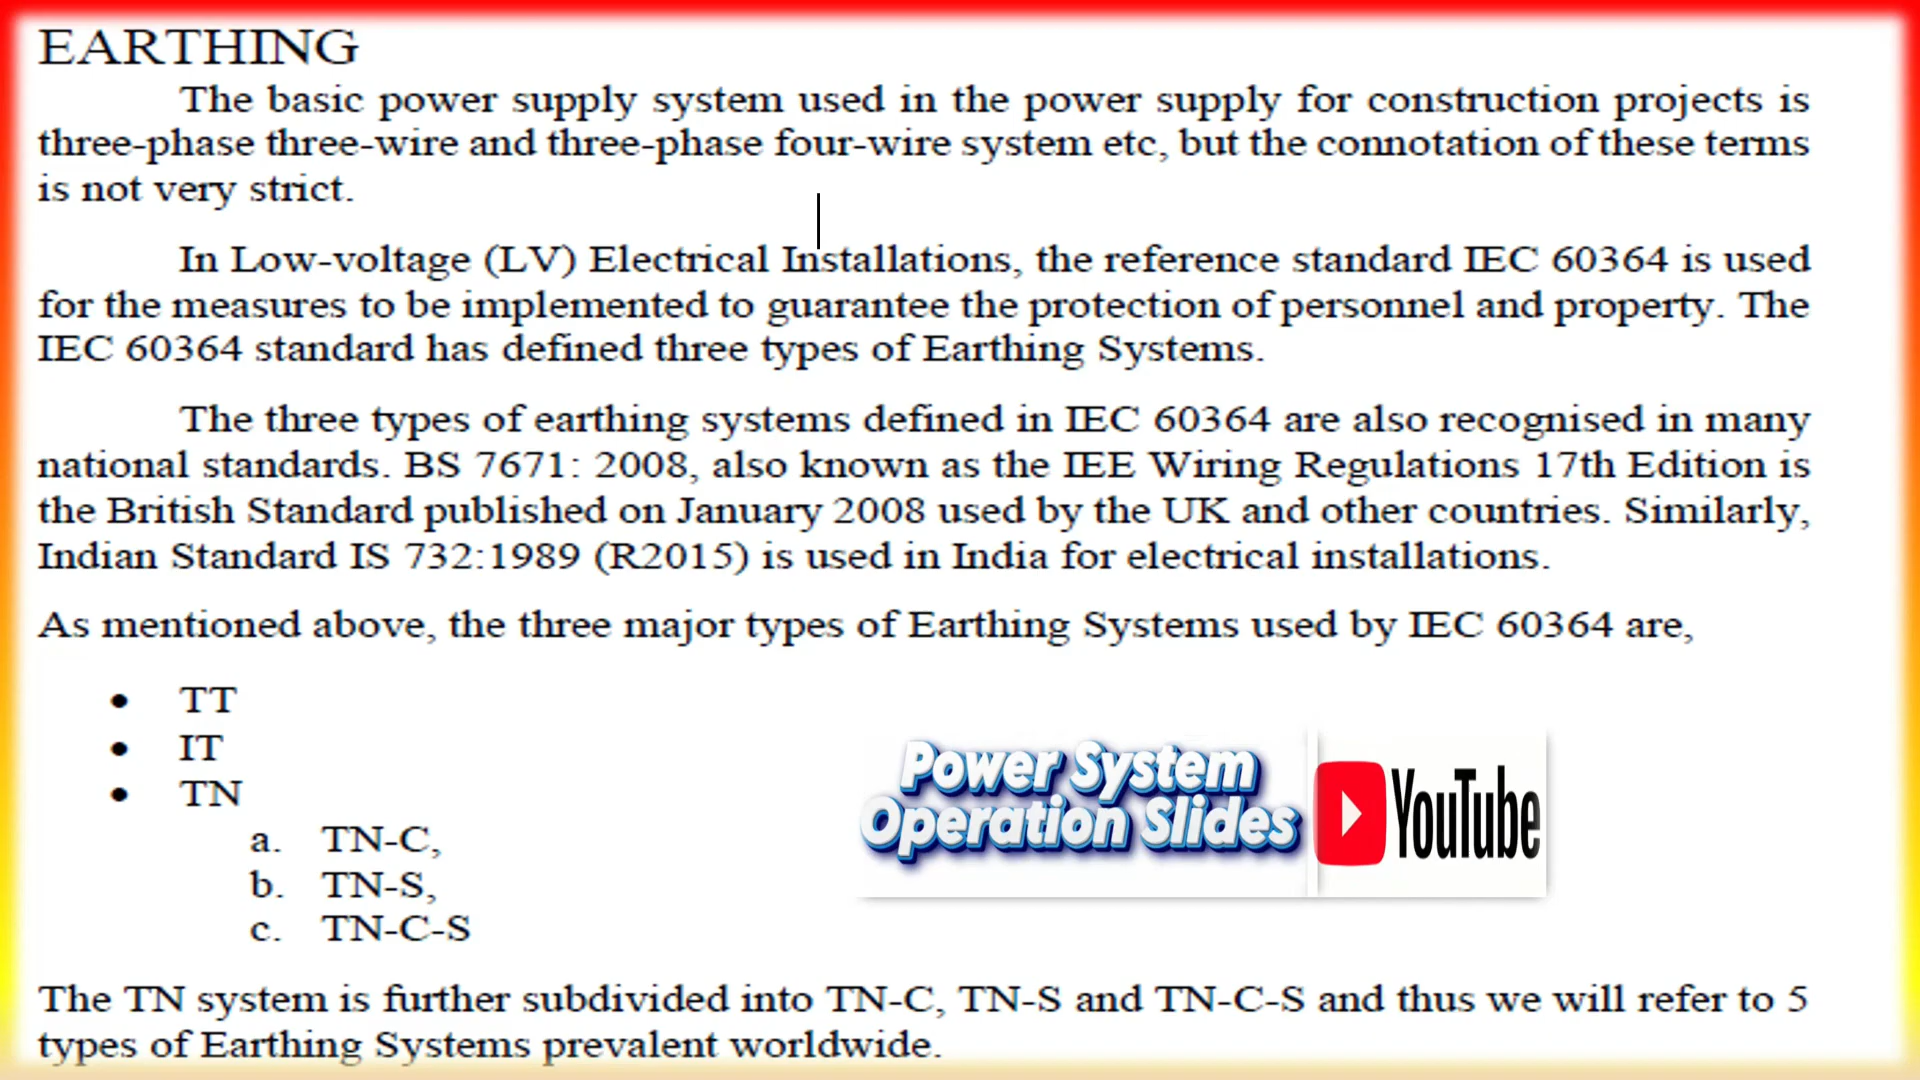 EARTHING
The basic power supply system used in the power supply for construction projects is
three-phase three-wire and three-phase four-wire system etc, but the connotation of these terms
is not very strict.
In Low-voltage (LV) Electrical Installations, the reference standard IEC 60364 is used
for the measures to be implemented to guarantee the protection of personnel and property. The
IEC 60364 standard has defined three types of Earthing Systems.
The three types of earthing systems defined in IEC 60364 are also recognised in many
national standards. BS 7671: 2008, also known as the IEE Wiring Regulations 17th Edition is
the British Standard published on January 2008 used by the UK and other countries. Similarly,
Indian Standard IS 732:1989 (R2015) is used in India for electrical installations.
As mentioned above, the three major types of Earthing Systems used by IEC 60364 are,
• TT
• IT
• TN
a. TN-C,
b. TN-S,
c. TN-C-S
Power System
Operation Slides
YouTube
The TN system is further subdivided into TN-C, TN-S and TN-C-S and thus we will refer to 5
types of Earthing Systems prevalent worldwide.